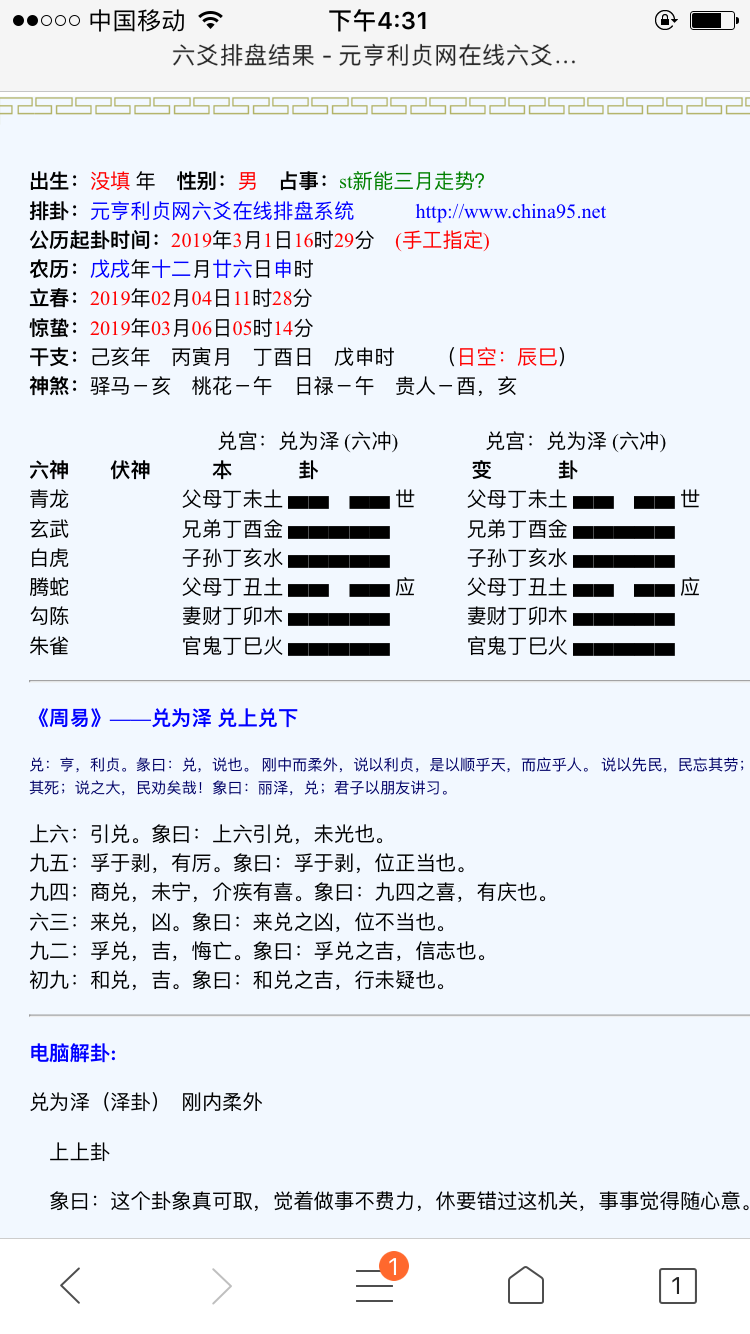 中国移动 下午4:31
六爻排盘结果 - 元亨利贞网在线六爻…
出生：没填 年 性别：男 占事：st新能三月走势?
排卦：元亨利贞网六爻在线排盘系统 http://www.china95.net
公历起卦时间：2019年3月1日16时29分 (手工指定)
农历：戊戌年十二月廿六日申时
立春：2019年02月04日11时28分
惊蛰：2019年03月06日05时14分
干支：己亥年 丙寅月 丁酉日 戊申时 （日空：辰巳）
神煞：驿马－亥 桃花－午 日禄－午 贵人－酉，亥
兑宫：兑为泽 (六冲) 兑宫：兑为泽 (六冲)
六神 伏神 本 卦 变 卦
青龙 父母丁未土 世 父母丁未土 世
玄武 兄弟丁酉金 兄弟丁酉金
白虎 子孙丁亥水 子孙丁亥水
腾蛇 父母丁丑土 应 父母丁丑土 应
勾陈 妻财丁卯木 妻财丁卯木
朱雀 官鬼丁巳火 官鬼丁巳火
《周易》——兑为泽 兑上兑下
兑：亨，利贞。彖曰：兑，说也。 刚中而柔外，说以利贞，是以顺乎天，而应乎人。 说以先民，民忘其劳；
其死；说之大，民劝矣哉！象曰：丽泽，兑；君子以朋友讲习。
上六：引兑。象曰：上六引兑，未光也。
九五：孚于剥，有厉。象曰：孚于剥，位正当也。
九四：商兑，未宁，介疾有喜。象曰：九四之喜，有庆也。
六三：来兑，凶。象曰：来兑之凶，位不当也。
九二：孚兑，吉，悔亡。象曰：孚兑之吉，信志也。
初九：和兑，吉。象曰：和兑之吉，行未疑也。
电脑解卦:
兑为泽（泽卦） 刚内柔外
上上卦
象曰：这个卦象真可取，觉着做事不费力，休要错过这机关，事事觉得随心意。
1
1